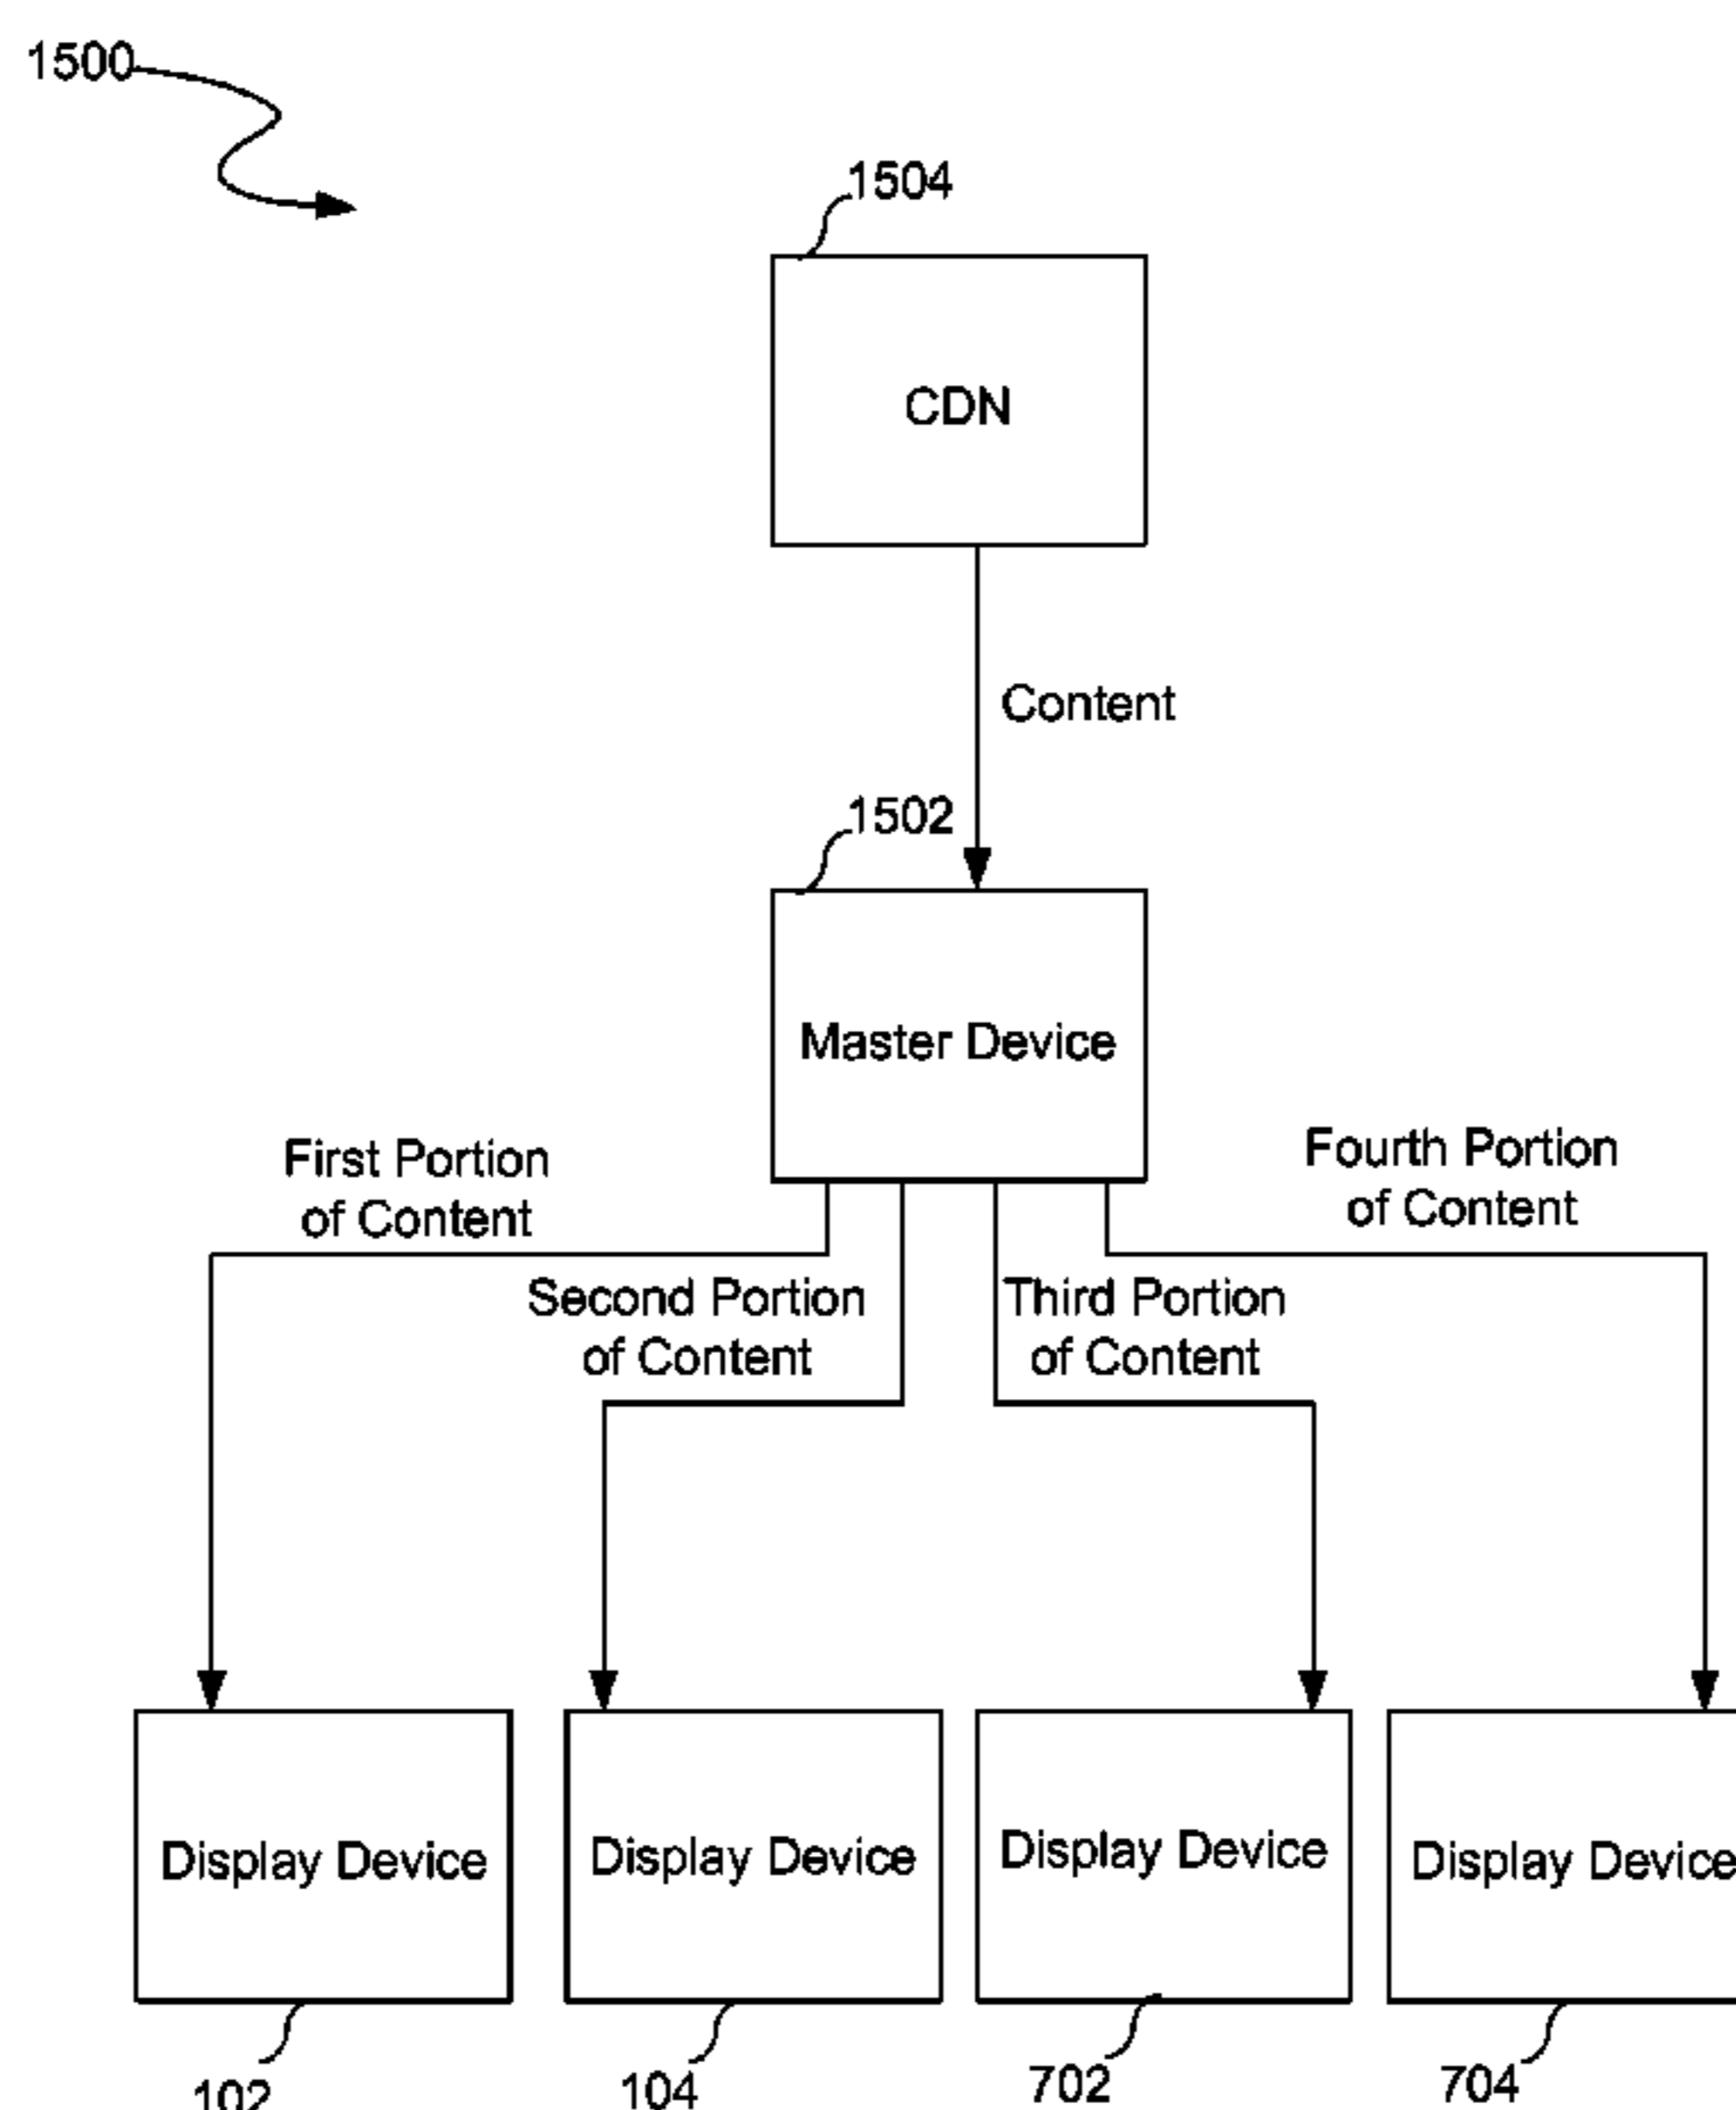 1500
1504
CDN
Content
1502
Master Device
First Portion
of Content
Fourth Portion
of Content
Second Portion
of Content
Third Portion
of Content
Display Device
Display Device
Display Device
Display Device
102
104
702
704